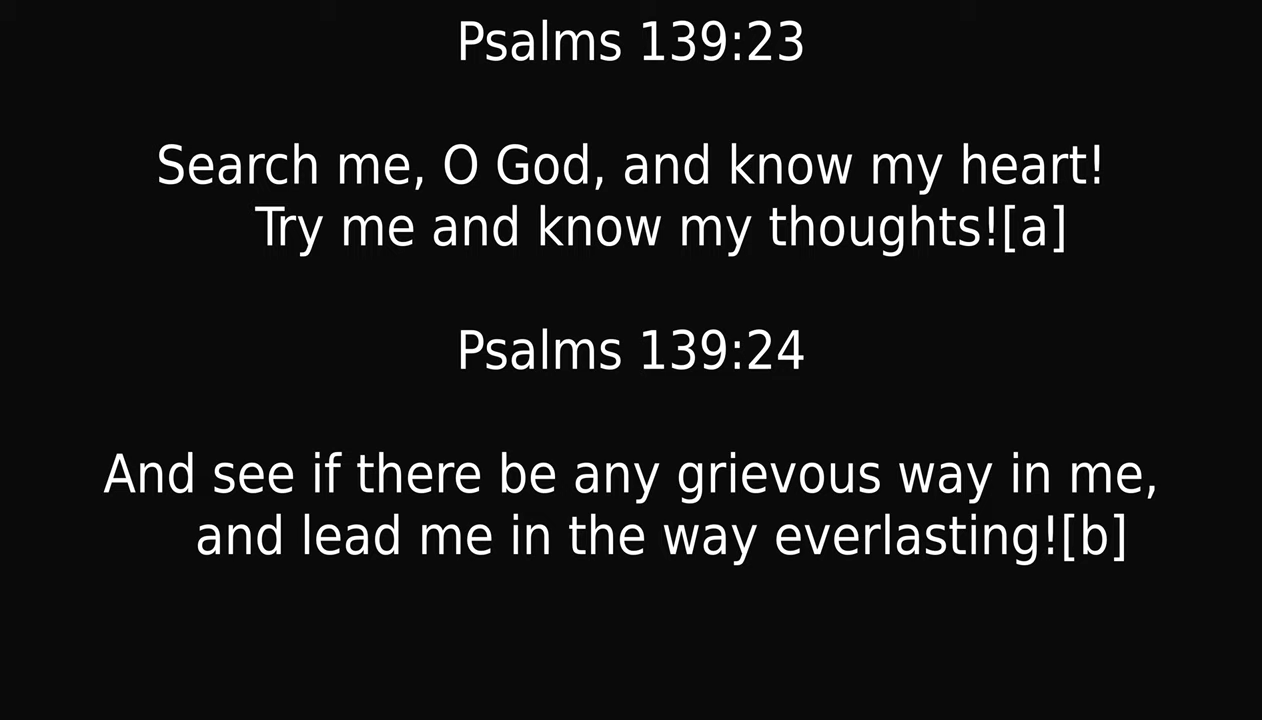 Psalms 139:23
Search me, O God, and know my heart!
Try me and know my thoughts![a]
Psalms 139:24
And see if there be any grievous way in me,
and lead me in the way everlasting![b]